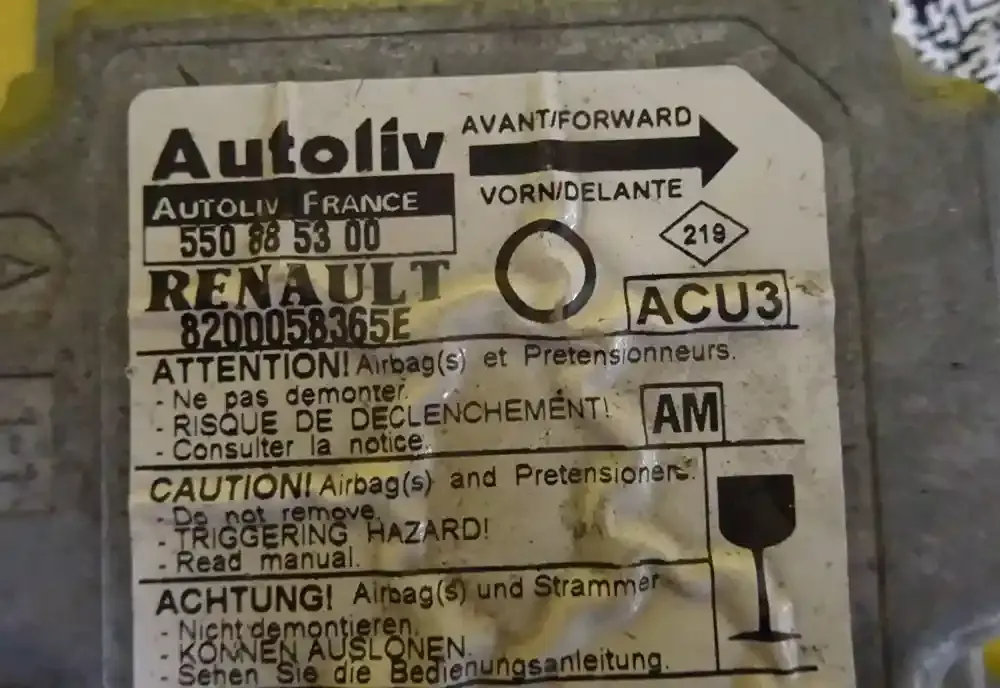 Autoliv
AVANT/FORWARD
AUTOLIV FRANCE
VORN/DELANTE
550 88 53 00
219
RENAULT
ACU3
8200058365E
ATTENTION! Airbag(s) et Pretensionneurs.
- Ne pas demonter.
- RISQUE DE DECLENCHEMENT!
AM
- Consulter la notice.
CAUTION! Airbag(s) and Pretensioners.
- Do not remove.
- TRIGGERING HAZARD!
- Read manual.
ACHTUNG! Airbag(s) und Strammer
- Nicht demontieren.
- KONNEN AUSLONEN.
- Sehen Sie die Bedienungsanleitung.